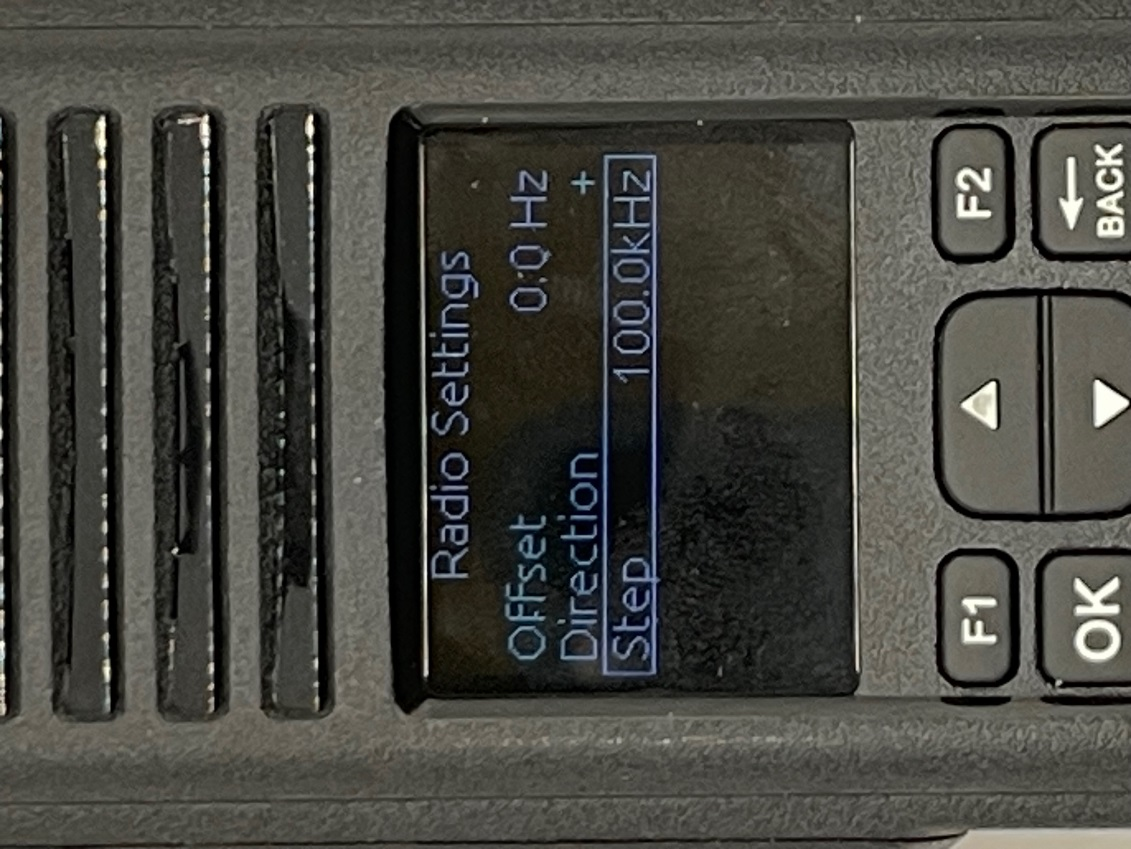 Radio Settings
Offset 0.0 Hz
Direction +
Step 100.0kHz
F1
F2
OK
← BACK